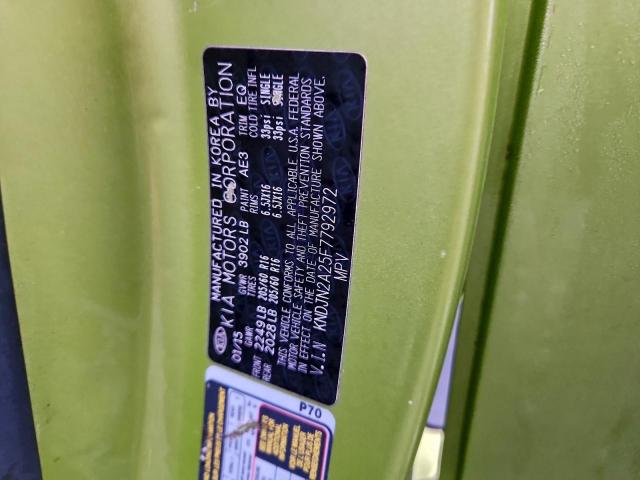 KIA
MANUFACTURED IN KOREA BY
KIA MOTORS CORPORATION
01/15 GVWR 3902 LB PAINT AE3 TRIM EQ
GAWR TIRES RIMS COLD TIRE INFL
FRONT 2249 LB 205/60 R16 6.5JX16 33psi SINGLE
REAR 2028 LB 205/60 R16 6.5JX16 33psi SINGLE
THIS VEHICLE CONFORMS TO ALL APPLICABLE U.S.A. FEDERAL
MOTOR VEHICLE SAFETY AND THEFT PREVENTION STANDARDS
IN EFFECT ON THE DATE OF MANUFACTURE SHOWN ABOVE.
V.I.N KNDJN2A25F7792972
MPV
P70